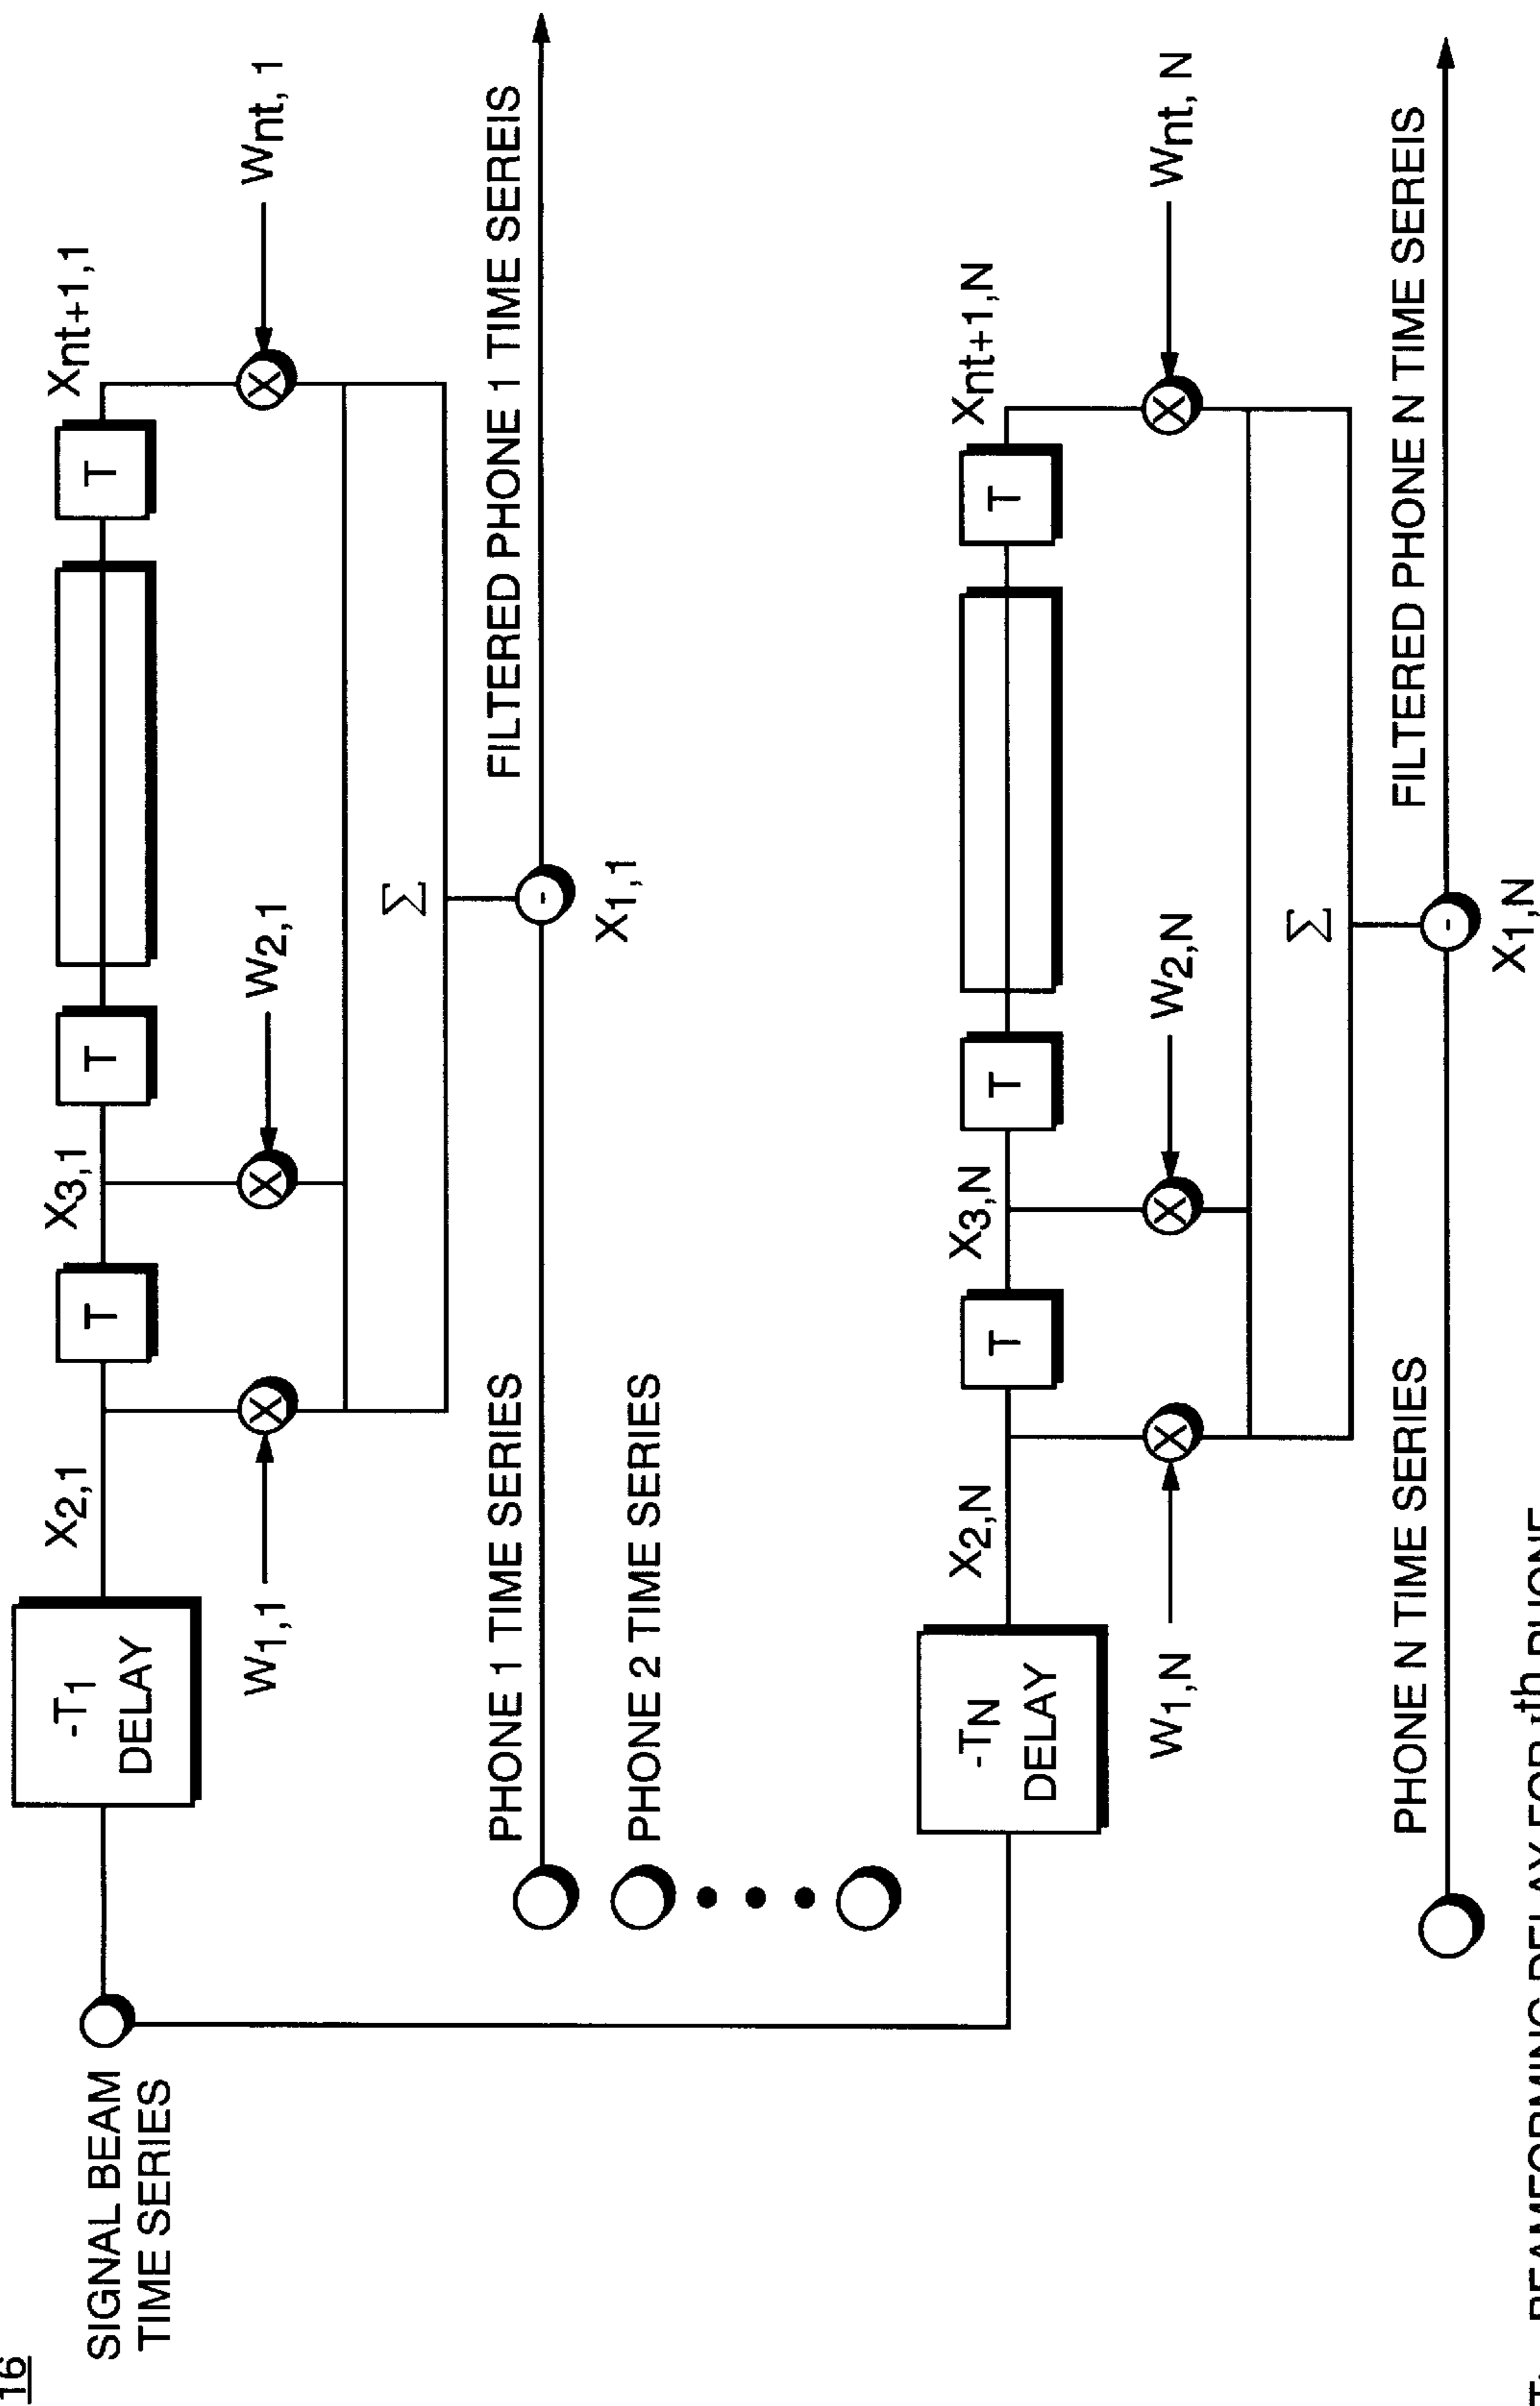 16
SIGNAL BEAM
TIME SERIES
-T1
DELAY
X2,1
T
X3,1
T
T
Xnt+1,1
W1,1
X
X
W2,1
X
Wnt, 1
Σ
PHONE 1 TIME SERIES
-
X1,1
FILTERED PHONE 1 TIME SEREIS
PHONE 2 TIME SERIES
-TN
DELAY
X2,N
T
X3,N
T
T
Xnt+1,N
W1,N
X
X
W2,N
X
Wnt, N
Σ
PHONE N TIME SERIES
-
X1,N
FILTERED PHONE N TIME SEREIS
BEAMFORMING DELAY FOR Ith PHONE